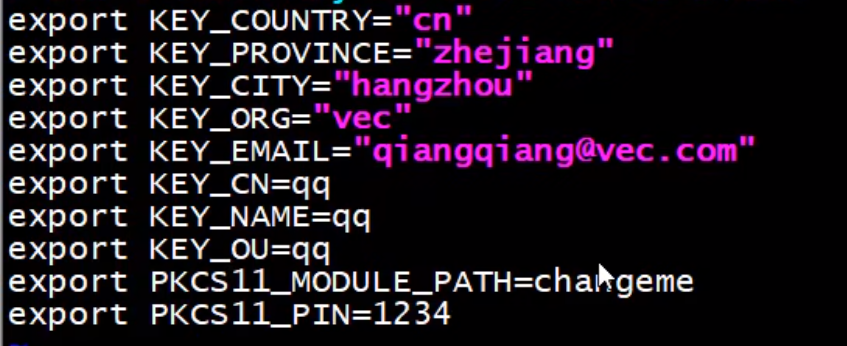 export KEY_COUNTRY="cn"
export KEY_PROVINCE="zhejiang"
export KEY_CITY="hangzhou"
export KEY_ORG="vec"
export KEY_EMAIL="qiangqiang@vec.com"
export KEY_CN=qq
export KEY_NAME=qq
export KEY_OU=qq
export PKCS11_MODULE_PATH=changeme
export PKCS11_PIN=1234